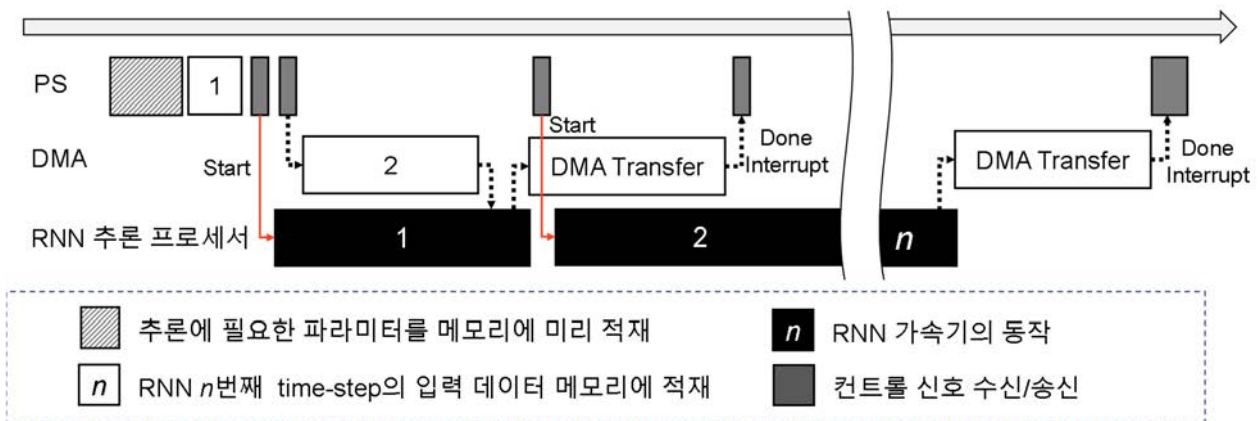 PS
1
Start
Done
Interrupt
DMA
Start
2
DMA Transfer
DMA Transfer
Done
Interrupt
RNN 추론 프로세서
1
2
n
추론에 필요한 파라미터를 메모리에 미리 적재
n
RNN 가속기의 동작
n
RNN n번째 time-step의 입력 데이터 메모리에 적재
컨트롤 신호 수신/송신